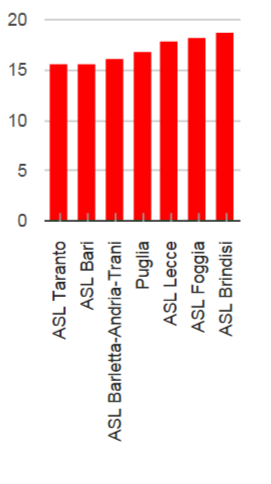 20
15
10
5
0
ASL Taranto
ASL Bari
ASL Barletta-Andria-Trani
Puglia
ASL Lecce
ASL Foggia
ASL Brindisi